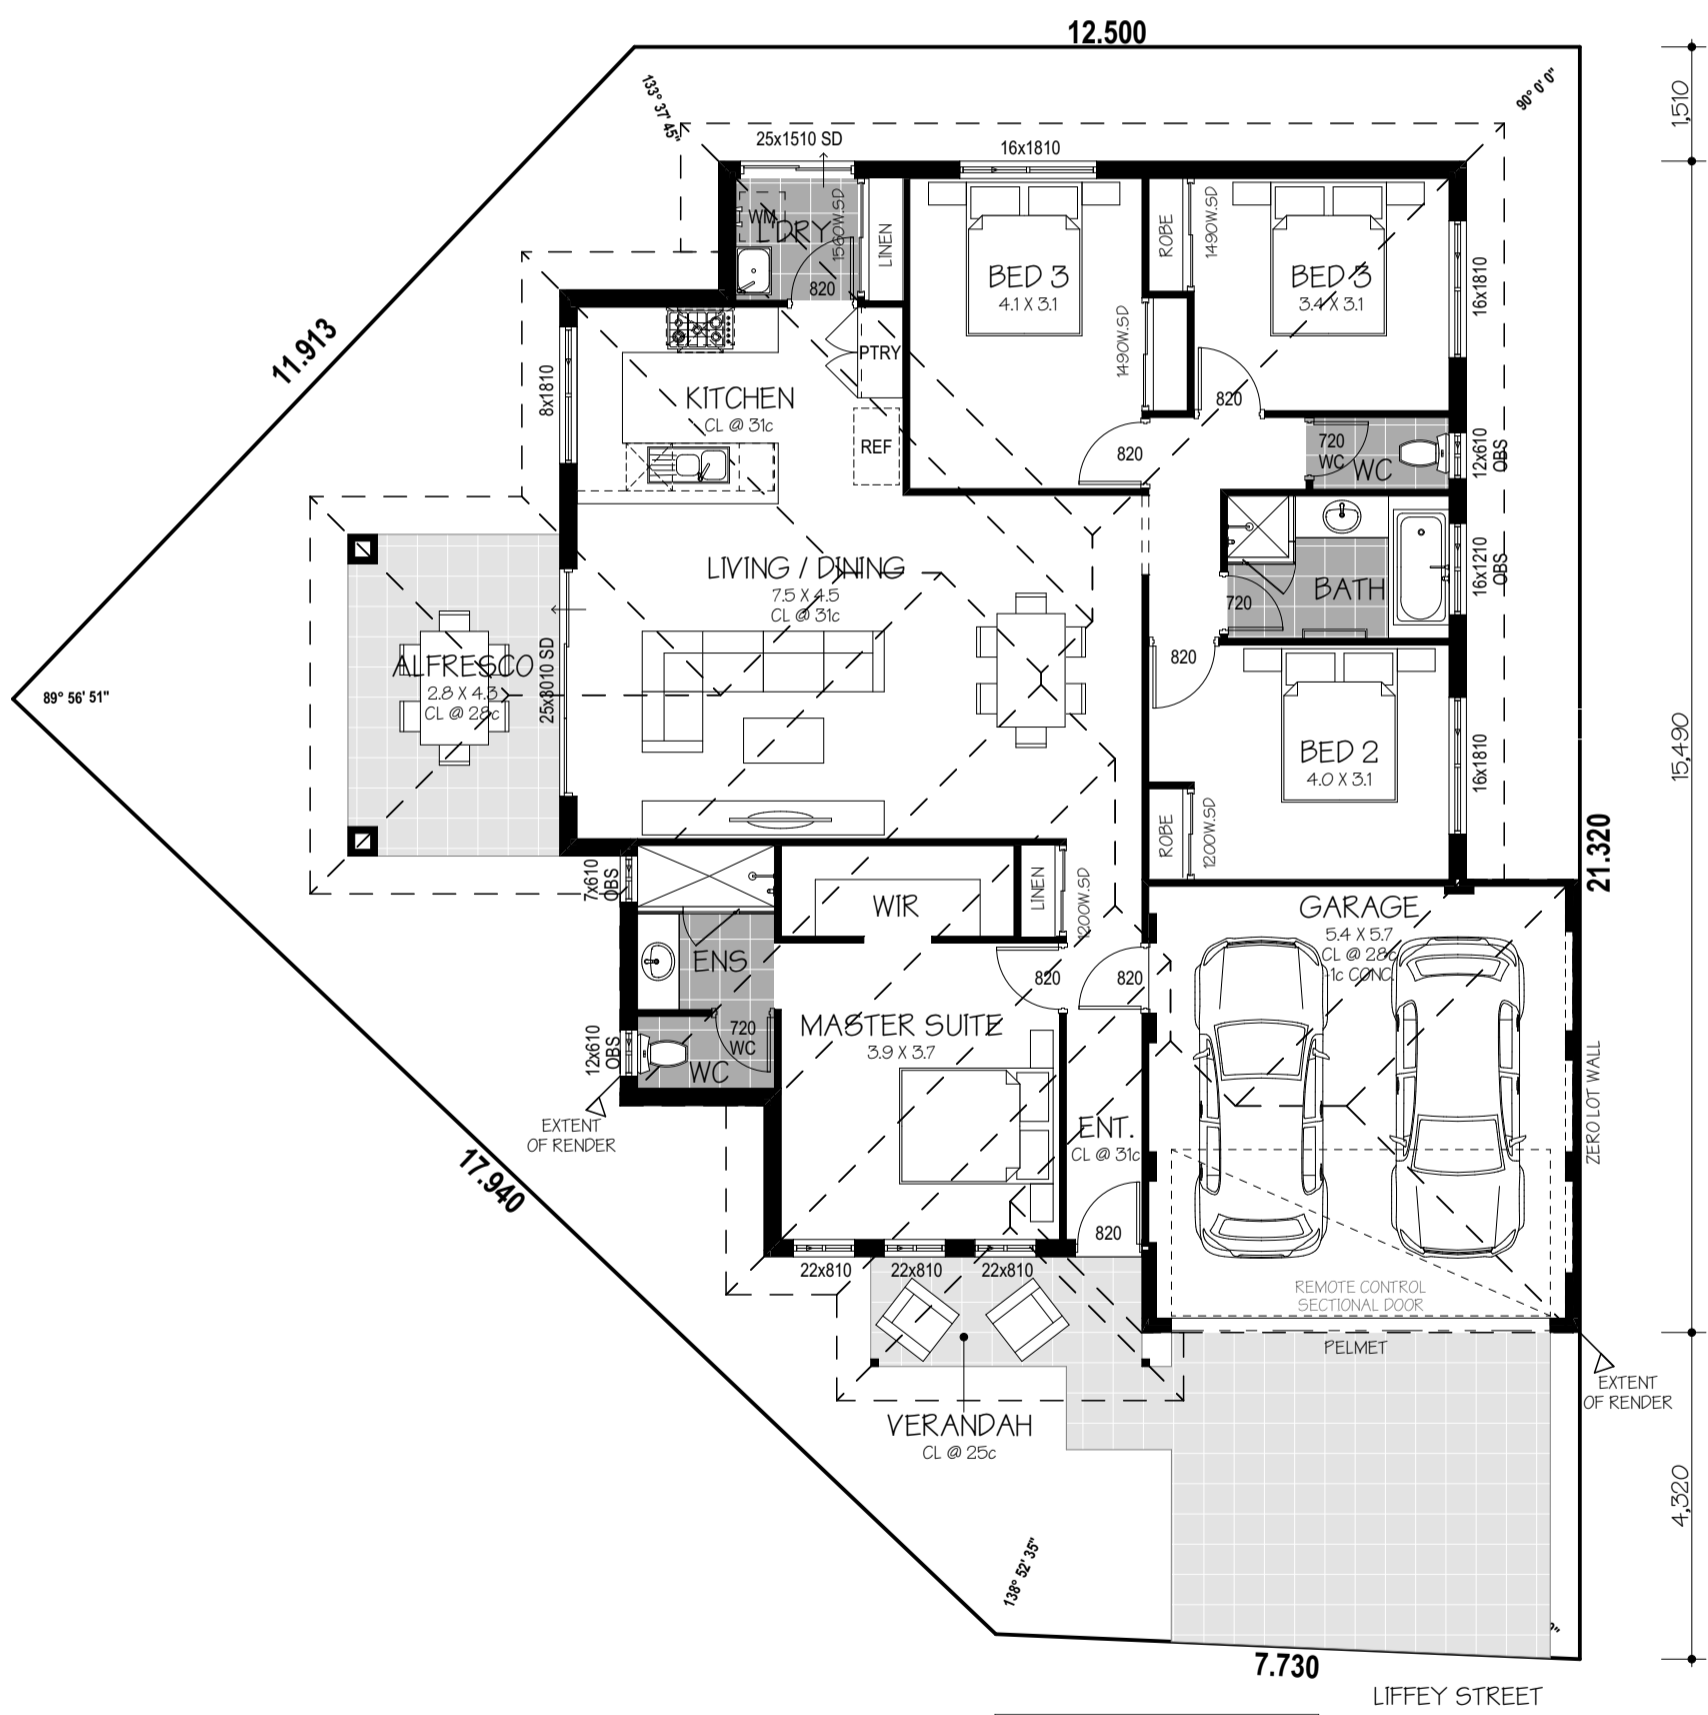 12.500
133° 37' 45"
90° 0' 0"
1,510
25x1510 SD
16x1810
WM
L'DRY
1560W.SD
LINEN
820
BED 3
4.1 X 3.1
1490W.SD
ROBE
1490W.SD
BED 3
3.4 X 3.1
16x1810
11.913
8x1810
KITCHEN
CL @ 31c
PTRY
REF
820
820
720
WC
WC
12x610
OBS
LIVING / DINING
7.5 X 4.5
CL @ 31c
720
BATH
16x1210
OBS
89° 56' 51"
ALFRESCO
2.8 X 4.3
CL @ 28c
25x3010 SD
820
BED 2
4.0 X 3.1
16x1810
15,490
ROBE
1200W.SD
21.320
7x610
OBS
WIR
LINEN
1200W.SD
GARAGE
5.4 X 5.7
CL @ 28c
-1c CONC.
ENS
820
820
720
WC
WC
12x610
OBS
MASTER SUITE
3.9 X 3.7
ZERO LOT WALL
EXTENT
OF RENDER
ENT.
CL @ 31c
17.940
820
22x810
22x810
22x810
REMOTE CONTROL
SECTIONAL DOOR
PELMET
EXTENT
OF RENDER
VERANDAH
CL @ 25c
4,320
138° 52' 35"
7.730
LIFFEY STREET